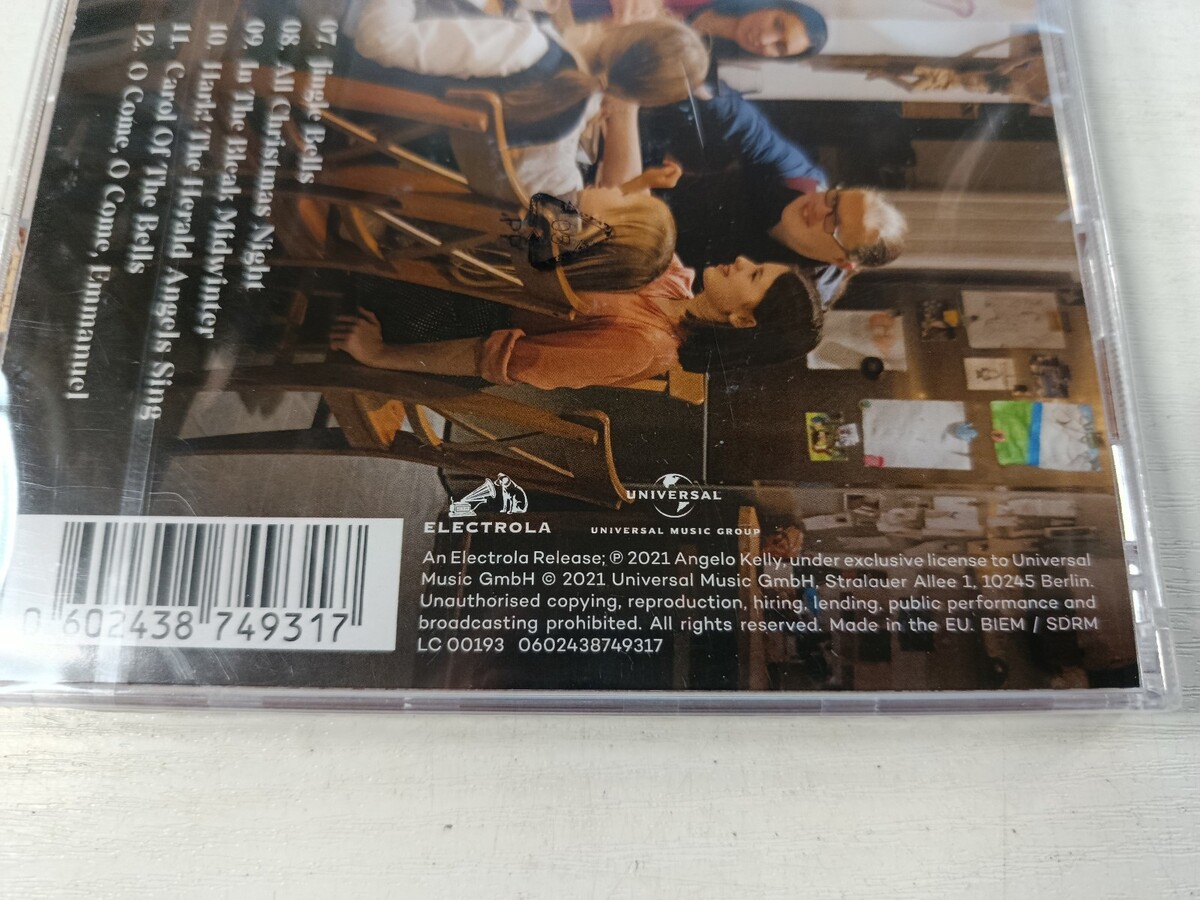 07. Jingle Bells
08. All Christmas Night
09. In The Bleak Midwinter
10. Hark! The Herald Angels Sing
11. Carol Of The Bells
12. O Come, O Come, Emmanuel
ELECTROLA
UNIVERSAL
UNIVERSAL MUSIC GROUP
An Electrola Release; ℗ 2021 Angelo Kelly, under exclusive license to Universal
Music GmbH © 2021 Universal Music GmbH, Stralauer Allee 1, 10245 Berlin.
Unauthorised copying, reproduction, hiring, lending, public performance and
broadcasting prohibited. All rights reserved. Made in the EU. BIEM / SDRM
LC 00193 0602438749317
0 602438 749317
PP